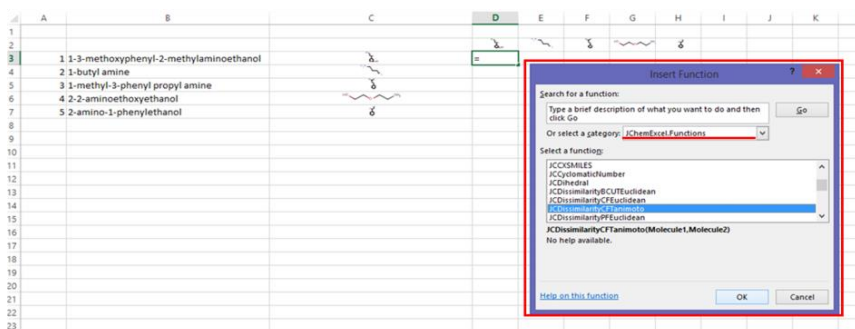 A B C D E F G H I J K
1
2
3 1 1-3-methoxyphenyl-2-methylaminoethanol =
4 2 1-butyl amine
5 3 1-methyl-3-phenyl propyl amine
6 4 2-2-aminoethoxyethanol
7 5 2-amino-1-phenylethanol
8
9
10
11
12
13
14
15
16
17
18
19
20
21
22
23
Insert Function ? ×
Search for a function:
Type a brief description of what you want to do and then
click Go
Go
Or select a category: JChemExcel.Functions
Select a function:
JCCXSMILES
JCCyclomaticNumber
JCDihedral
JCDissimilarityBCUTEuclidean
JCDissimilarityCFEuclidean
JCDissimilarityCFTanimoto
JCDissimilarityPFEuclidean
JCDissimilarityCFTanimoto(Molecule1,Molecule2)
No help available.
Help on this function
OK Cancel